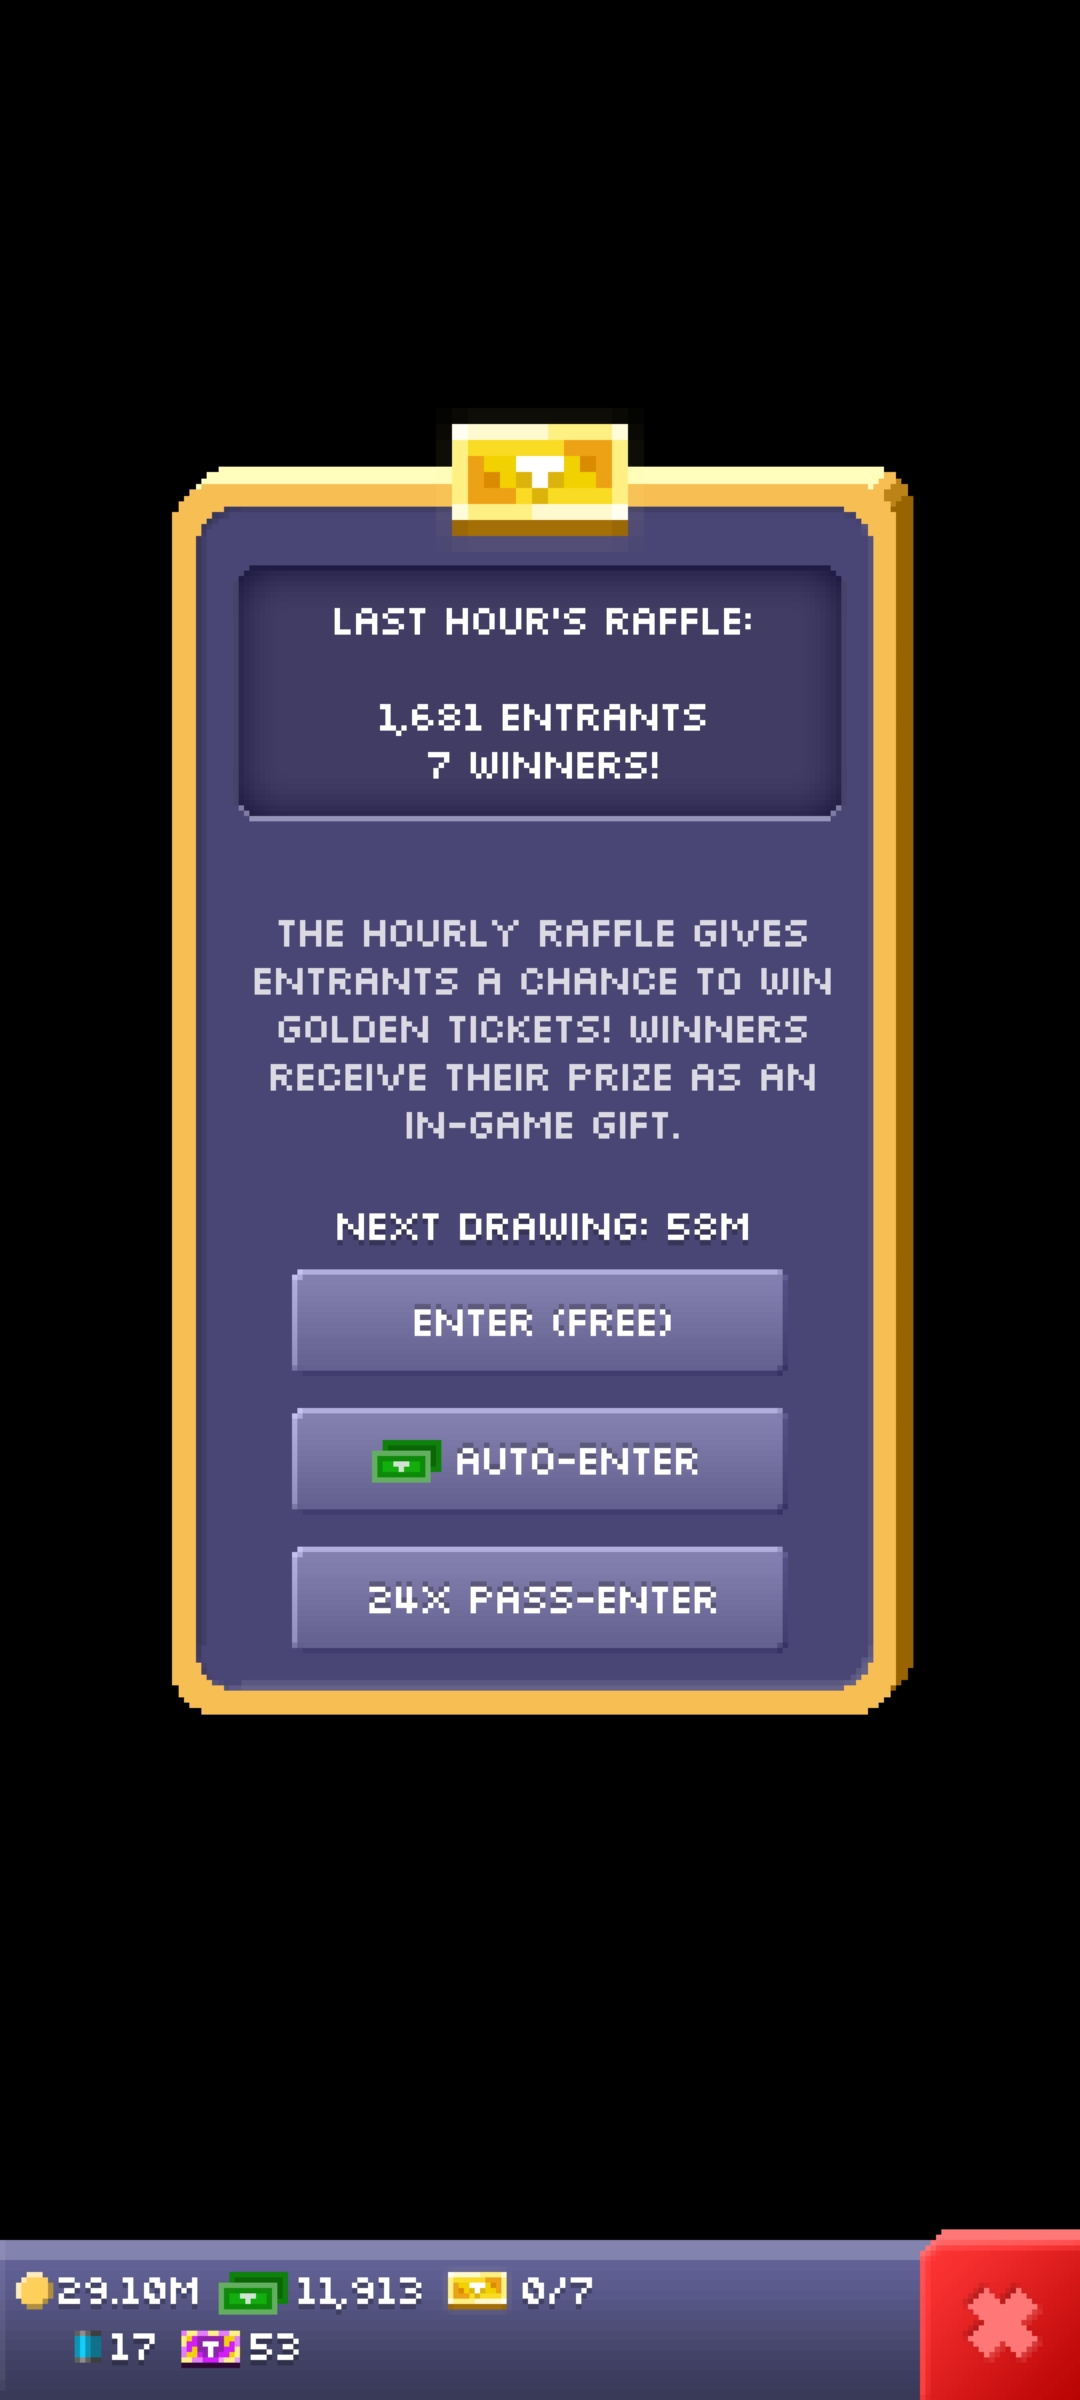 LAST HOUR'S RAFFLE:
1,681 ENTRANTS
7 WINNERS!
THE HOURLY RAFFLE GIVES
ENTRANTS A CHANCE TO WIN
GOLDEN TICKETS! WINNERS
RECEIVE THEIR PRIZE AS AN
IN-GAME GIFT.
NEXT DRAWING: 58M
ENTER (FREE)
AUTO-ENTER
24X PASS-ENTER
29.10M 11,913 0/7
17 53